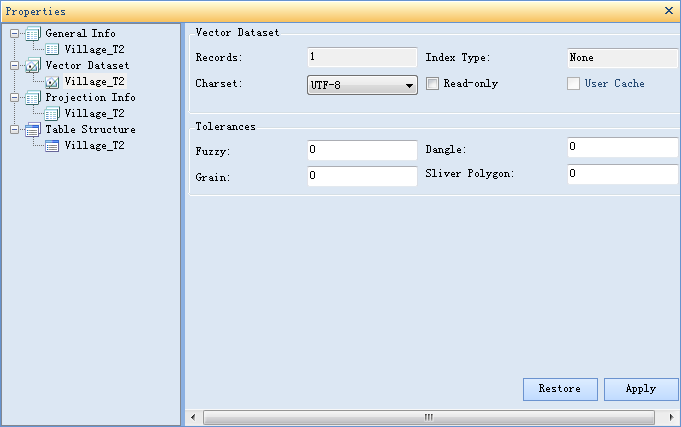 Properties
General Info
Village_T2
Vector Dataset
Village_T2
Projection Info
Village_T2
Table Structure
Village_T2
Vector Dataset
Records: 1 Index Type: None
Charset: UTF-8 Read-only User Cache
Tolerances
Fuzzy: 0 Dangle: 0
Grain: 0 Sliver Polygon: 0
Restore Apply